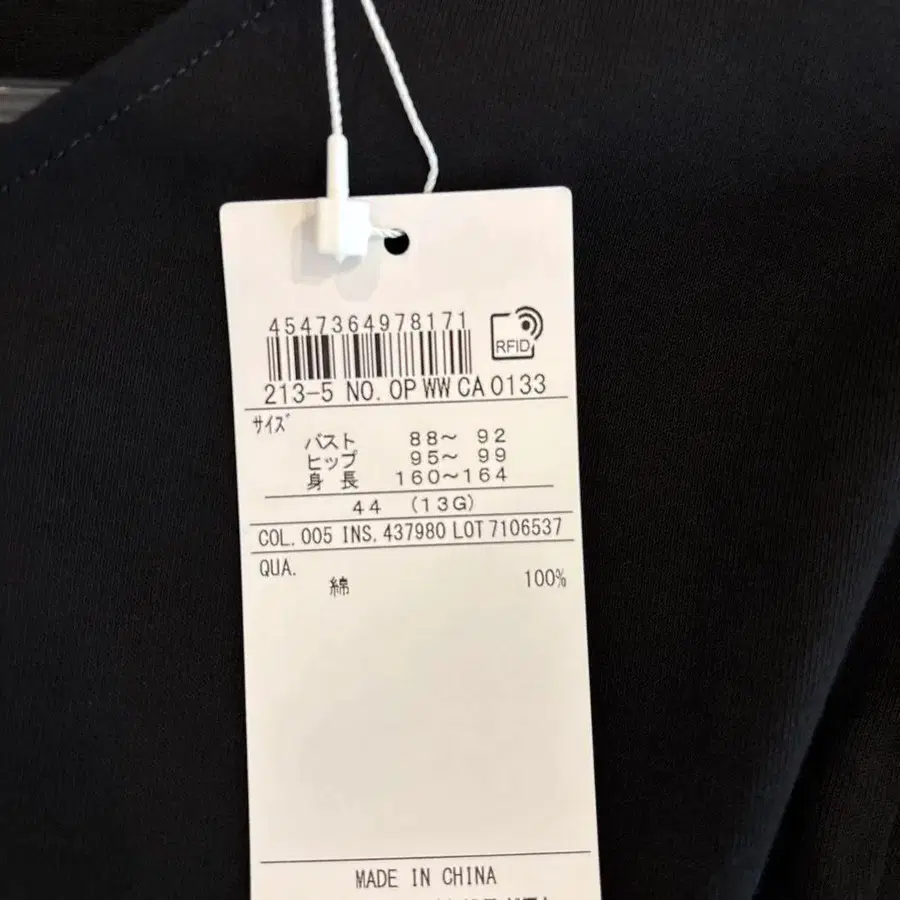 4547364978171
RFID
213-5 NO. OP WW CA 0133
サイズ
バスト 88～ 92
ヒップ 95～ 99
身 長 160～164
44 (13G)
COL. 005 INS. 437980 LOT 7106537
QUA.
綿 100%
MADE IN CHINA